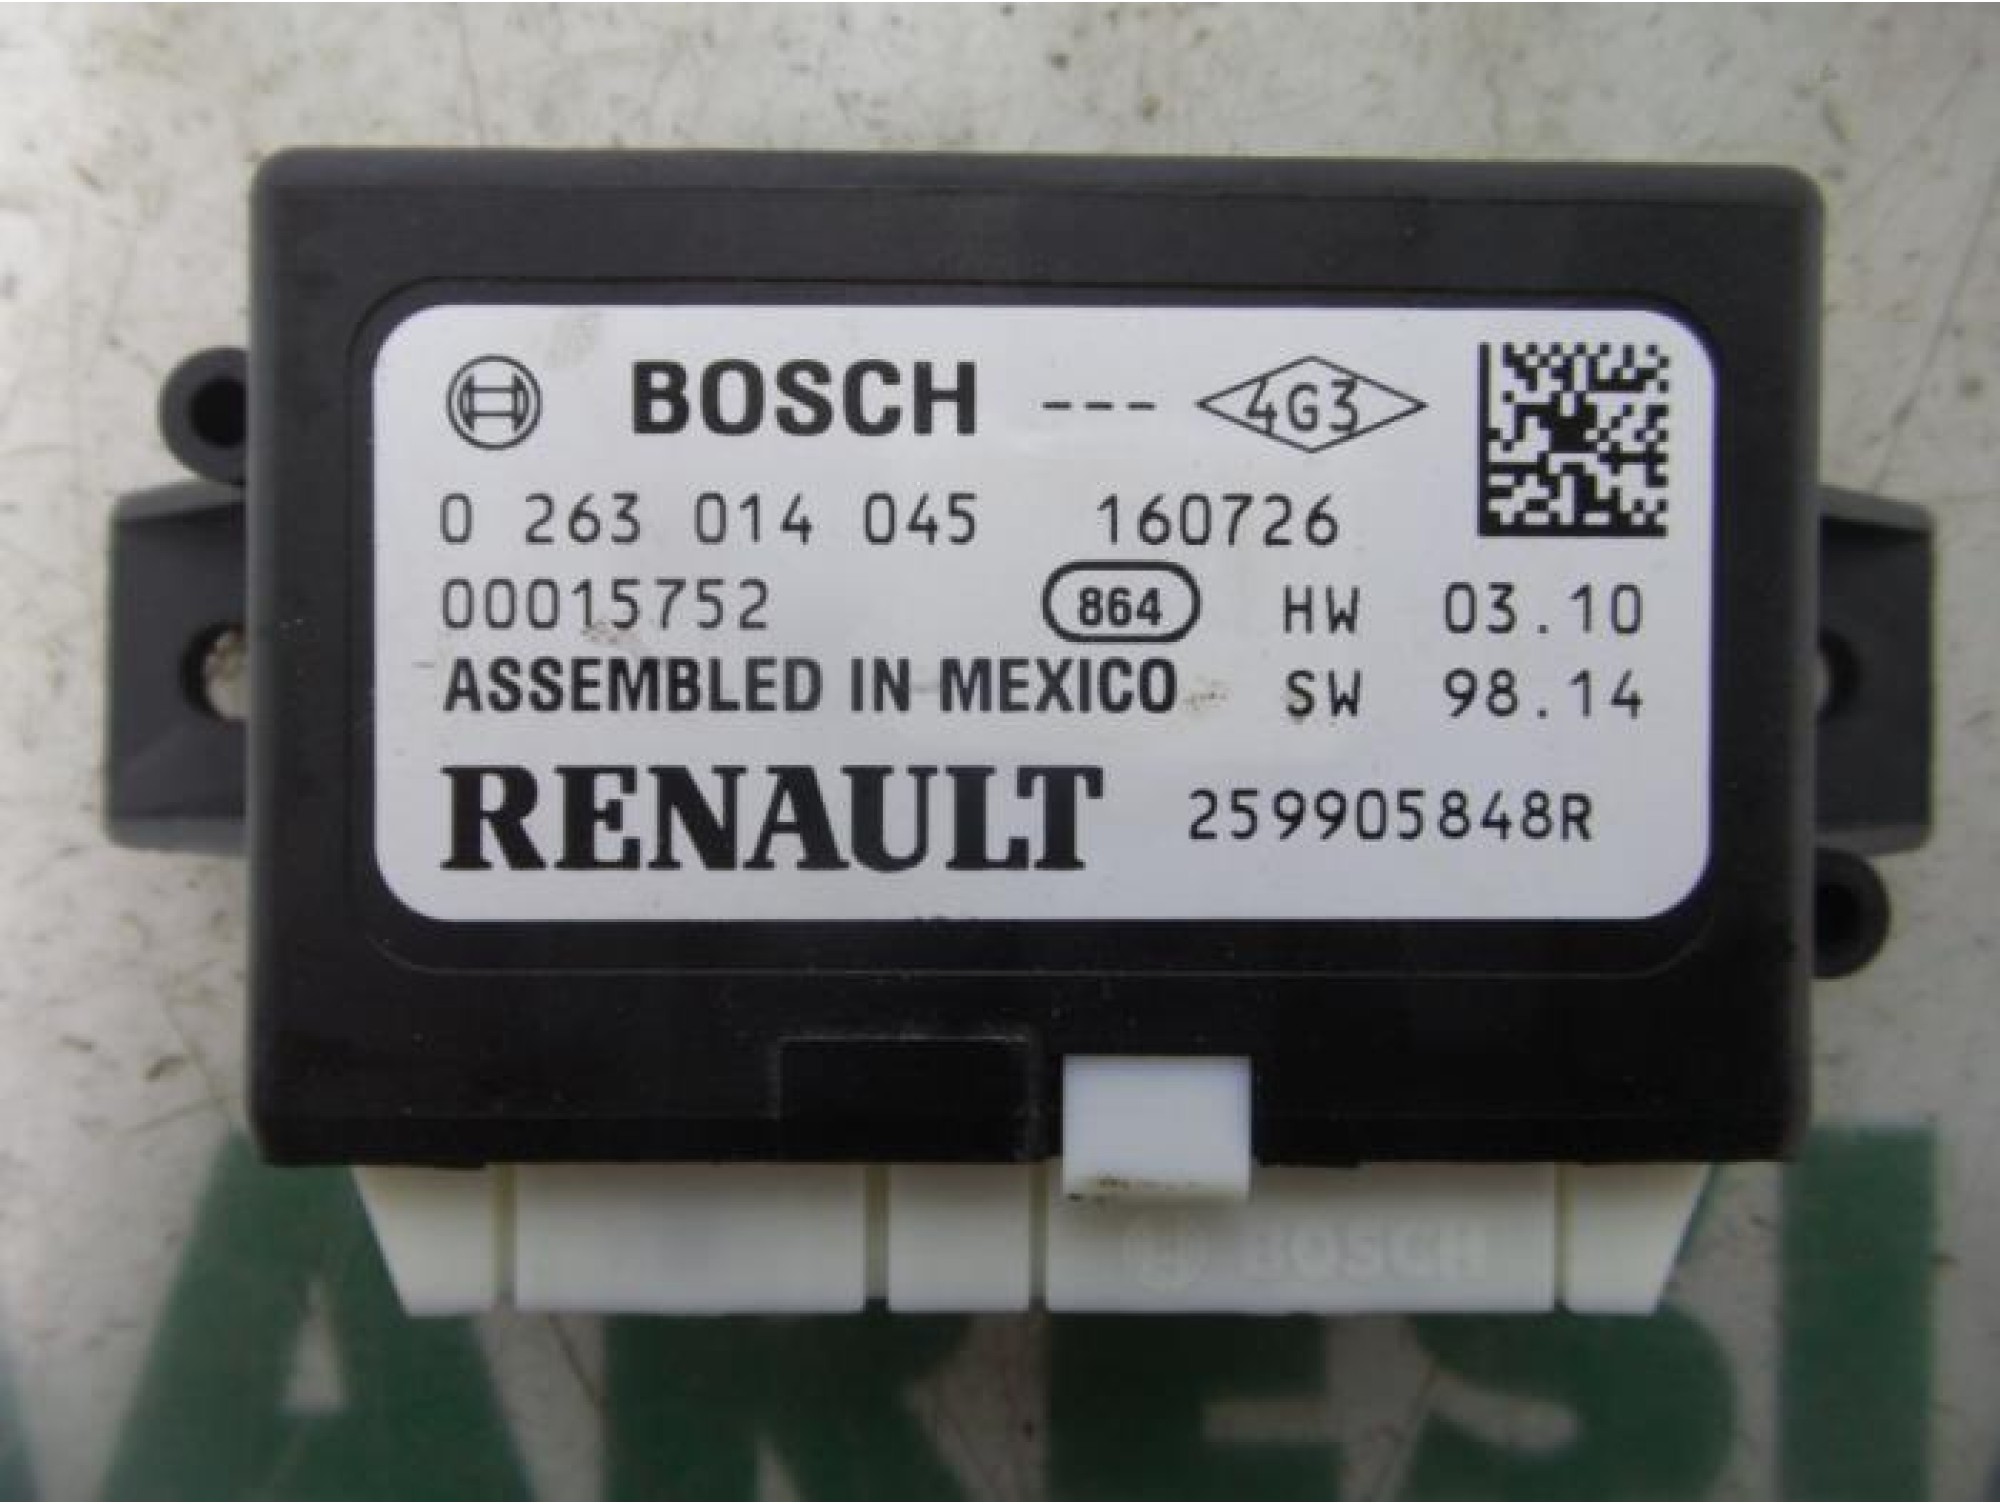 BOSCH --- 4G3
0 263 014 045 160726
00015752 864 HW 03.10
ASSEMBLED IN MEXICO SW 98.14
RENAULT 259905848R
BOSCH